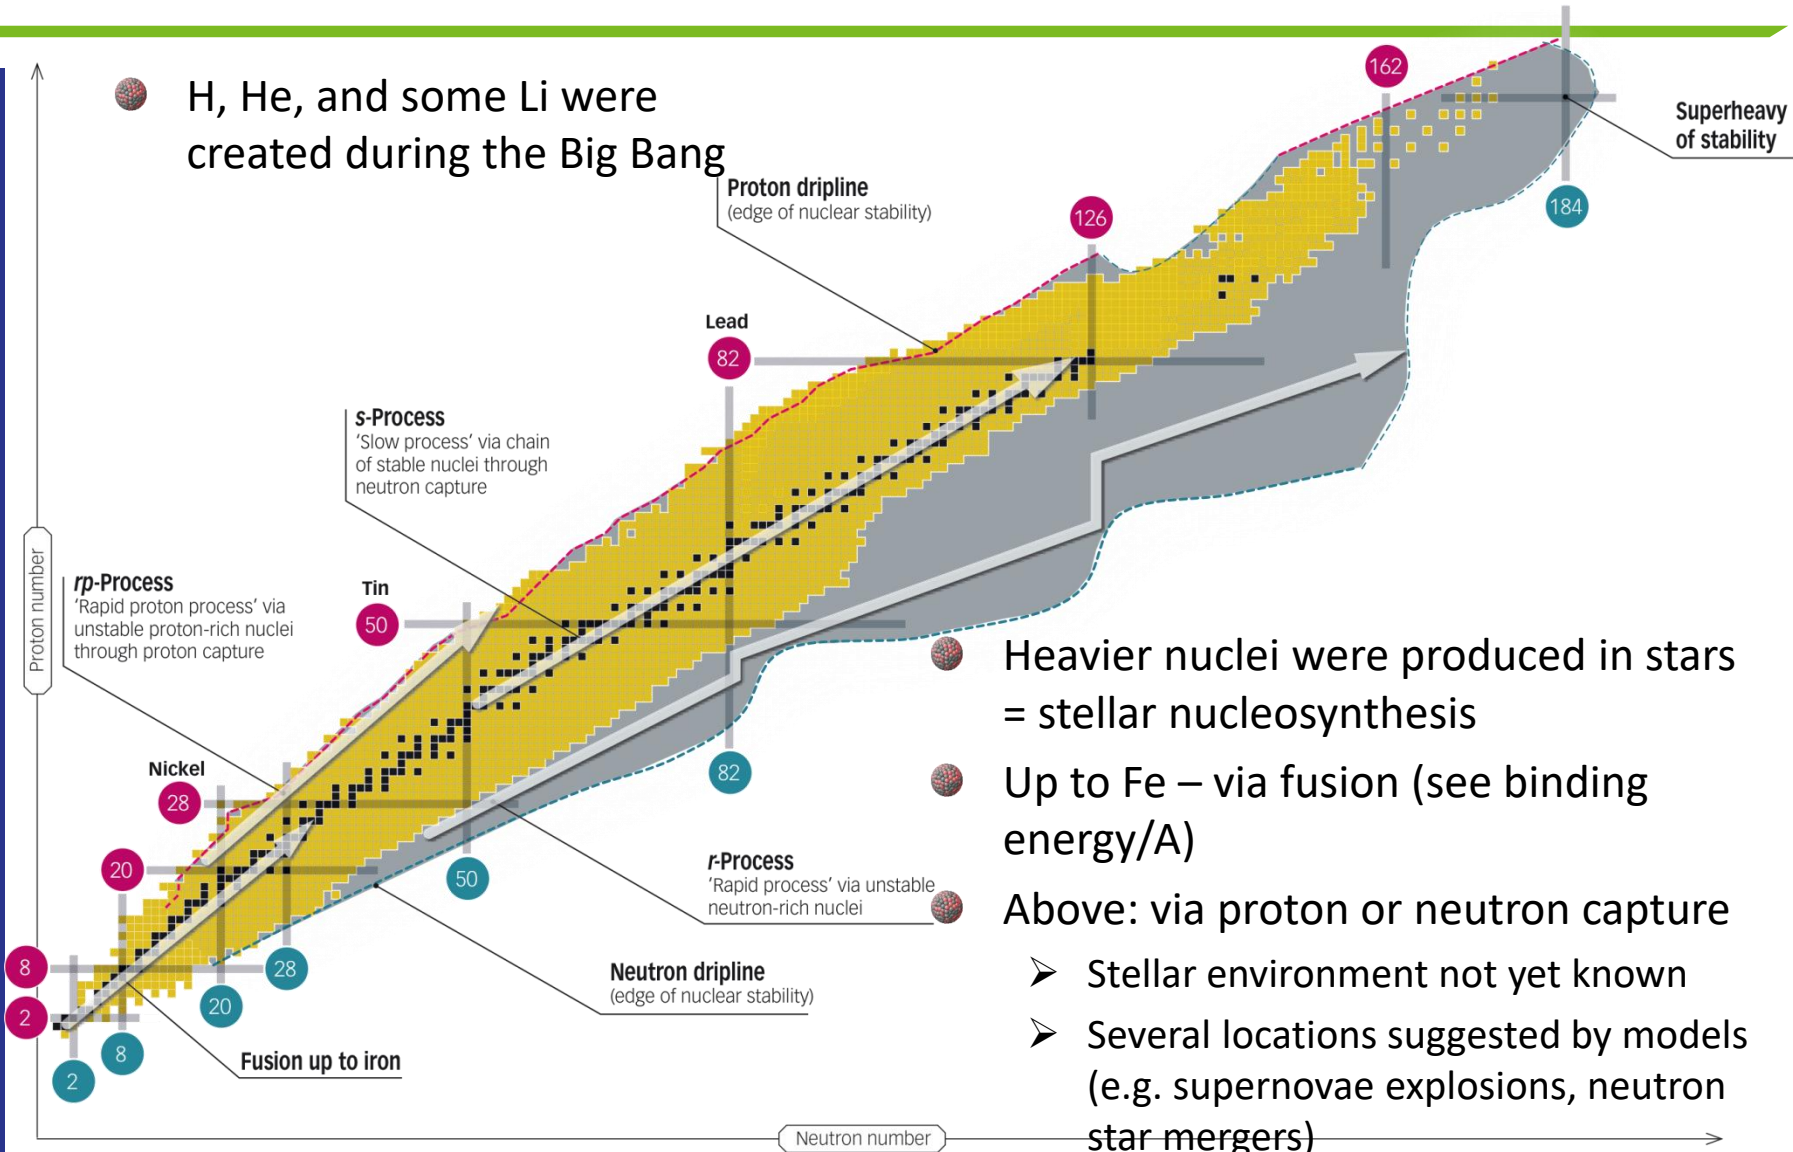 H, He, and some Li were
created during the Big Bang
162
Superheavy
of stability
184
Proton dripline
(edge of nuclear stability)
126
Lead
82
s-Process
'Slow process' via chain
of stable nuclei through
neutron capture
Proton number
rp-Process
'Rapid proton process' via
unstable proton-rich nuclei
through proton capture
Tin
50
Nickel
28
20
8
2
2
8
20
28
50
82
Fusion up to iron
Neutron dripline
(edge of nuclear stability)
r-Process
'Rapid process' via unstable
neutron-rich nuclei
Heavier nuclei were produced in stars
= stellar nucleosynthesis
Up to Fe – via fusion (see binding
energy/A)
Above: via proton or neutron capture
Stellar environment not yet known
Several locations suggested by models
(e.g. supernovae explosions, neutron
star mergers)
Neutron number